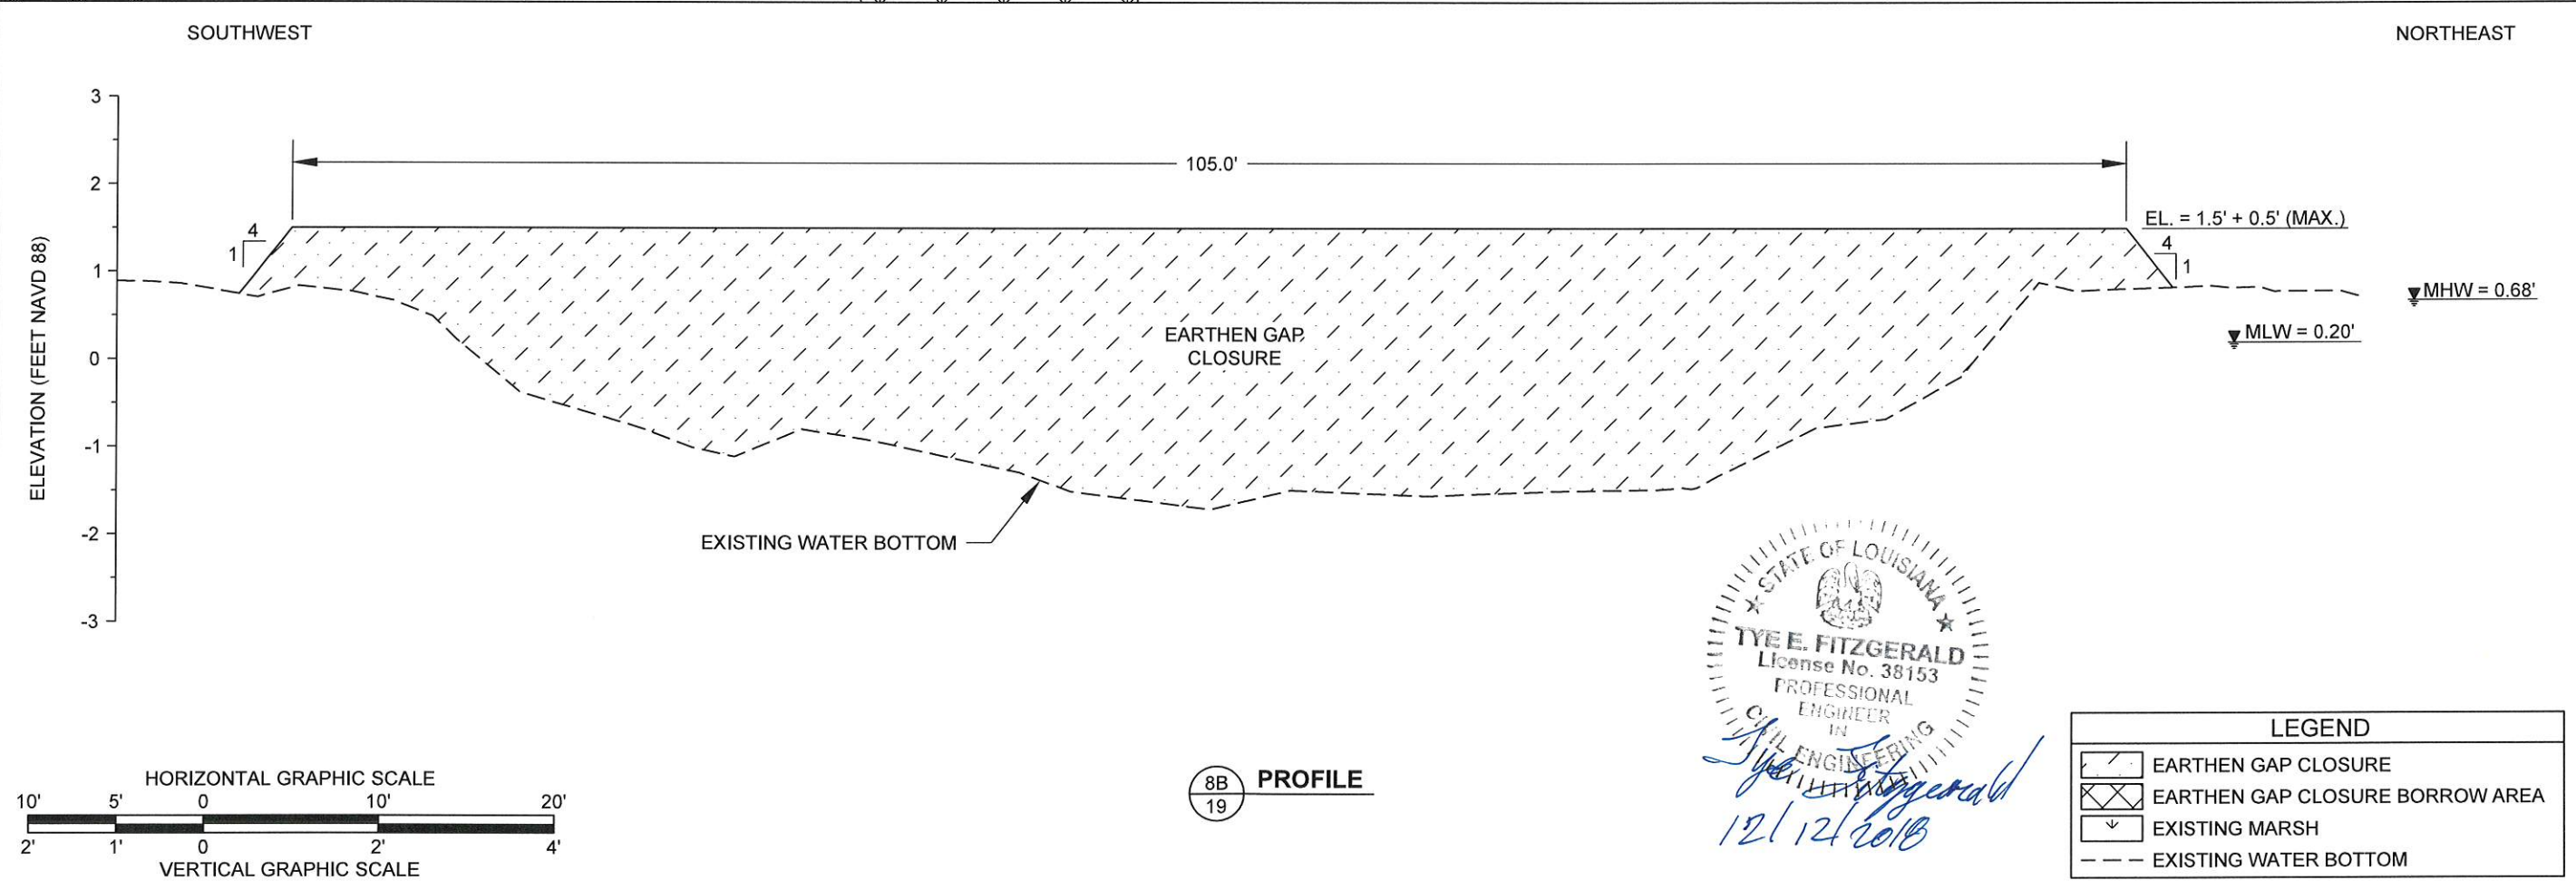 SOUTHWEST
NORTHEAST
3
2
1
0
-1
-2
-3
ELEVATION (FEET NAVD 88)
105.0'
4
1
EL. = 1.5' + 0.5' (MAX.)
4
1
MHW = 0.68'
MLW = 0.20'
EARTHEN GAP
CLOSURE
EXISTING WATER BOTTOM
STATE OF LOUISIANA
TYE E. FITZGERALD
License No. 38153
PROFESSIONAL
ENGINEER
IN
CIVIL ENGINEERING
Tye Fitzgerald
12/12/2018
HORIZONTAL GRAPHIC SCALE
10' 5' 0 10' 20'
2' 1' 0 2' 4'
VERTICAL GRAPHIC SCALE
8B
19
PROFILE
LEGEND
EARTHEN GAP CLOSURE
EARTHEN GAP CLOSURE BORROW AREA
EXISTING MARSH
EXISTING WATER BOTTOM